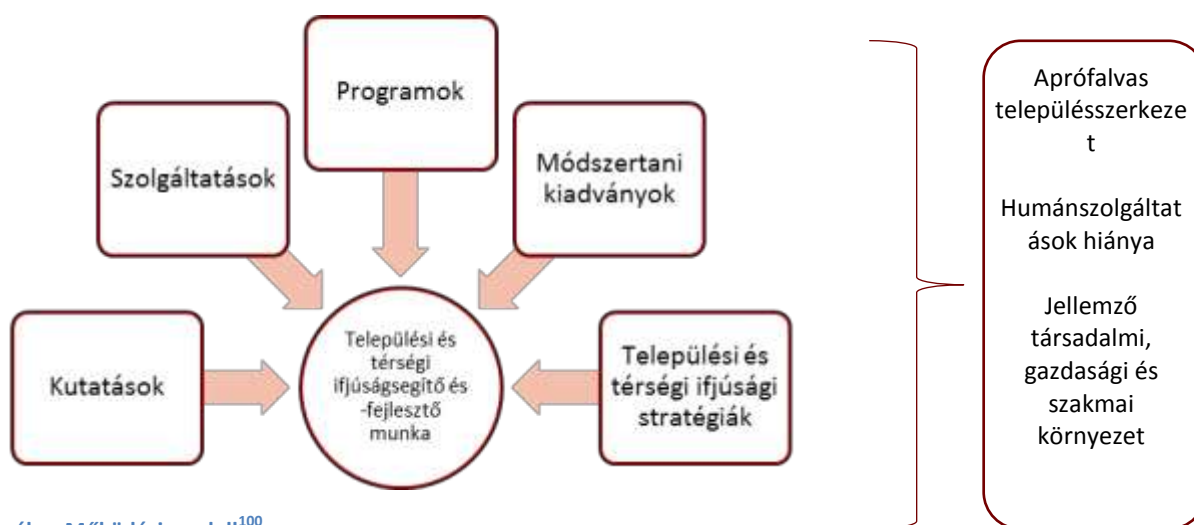 Programok
Szolgáltatások
Módszertani
kiadványok
Kutatások
Települési és
térségi
ifjúságsegítő és
-fejlesztő
munka
Települési és
térségi ifjúsági
stratégiák
Aprófalvas
településszerkeze
t
Humánszolgáltat
ások hiánya
Jellemző
társadalmi,
gazdasági és
szakmai
környezet
100